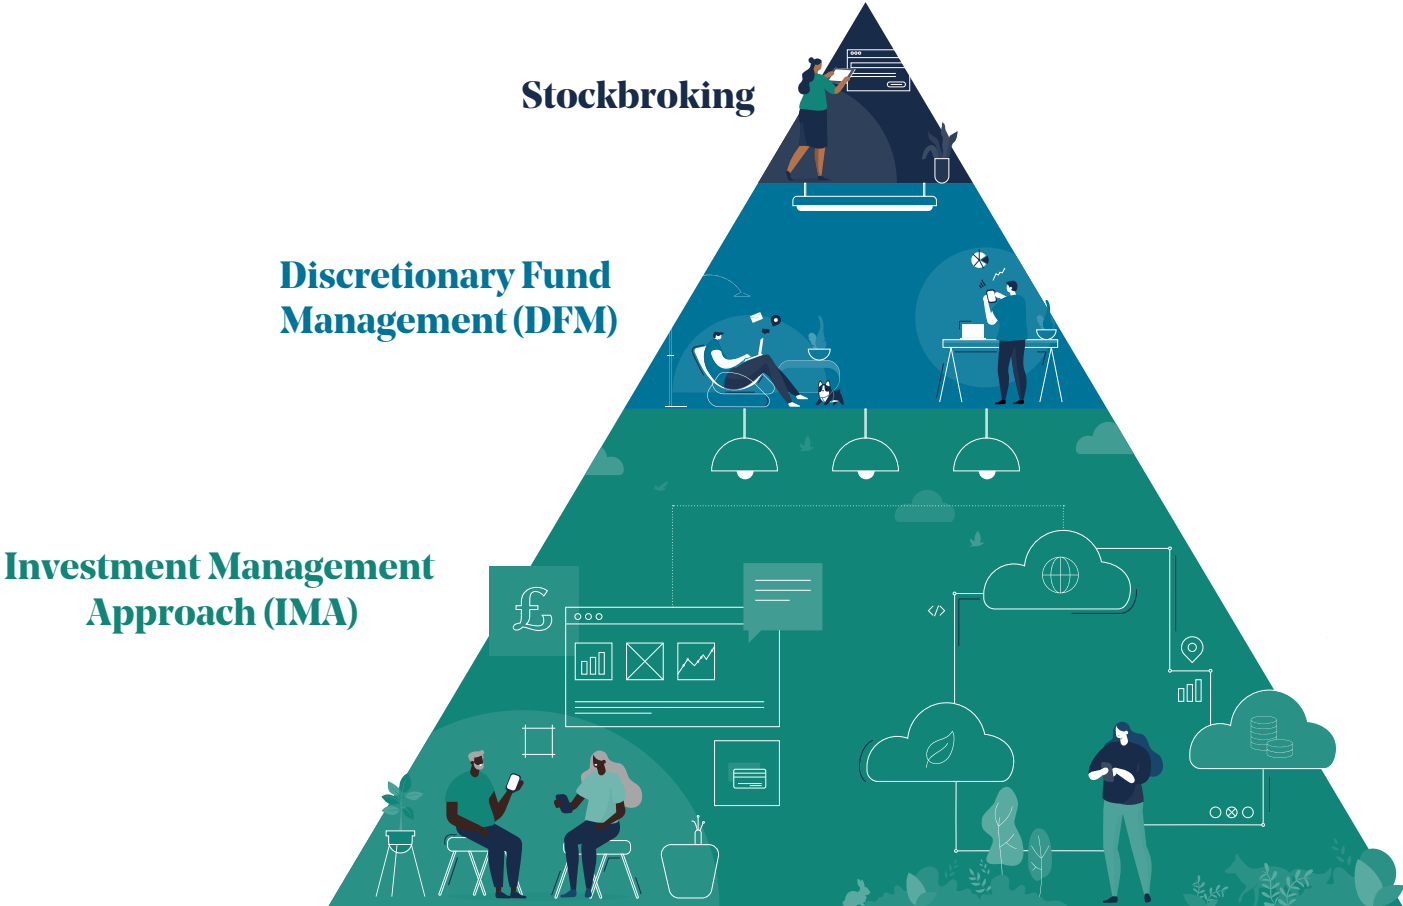 Stockbroking
Discretionary Fund
Management (DFM)
Investment Management
Approach (IMA)
£
</>